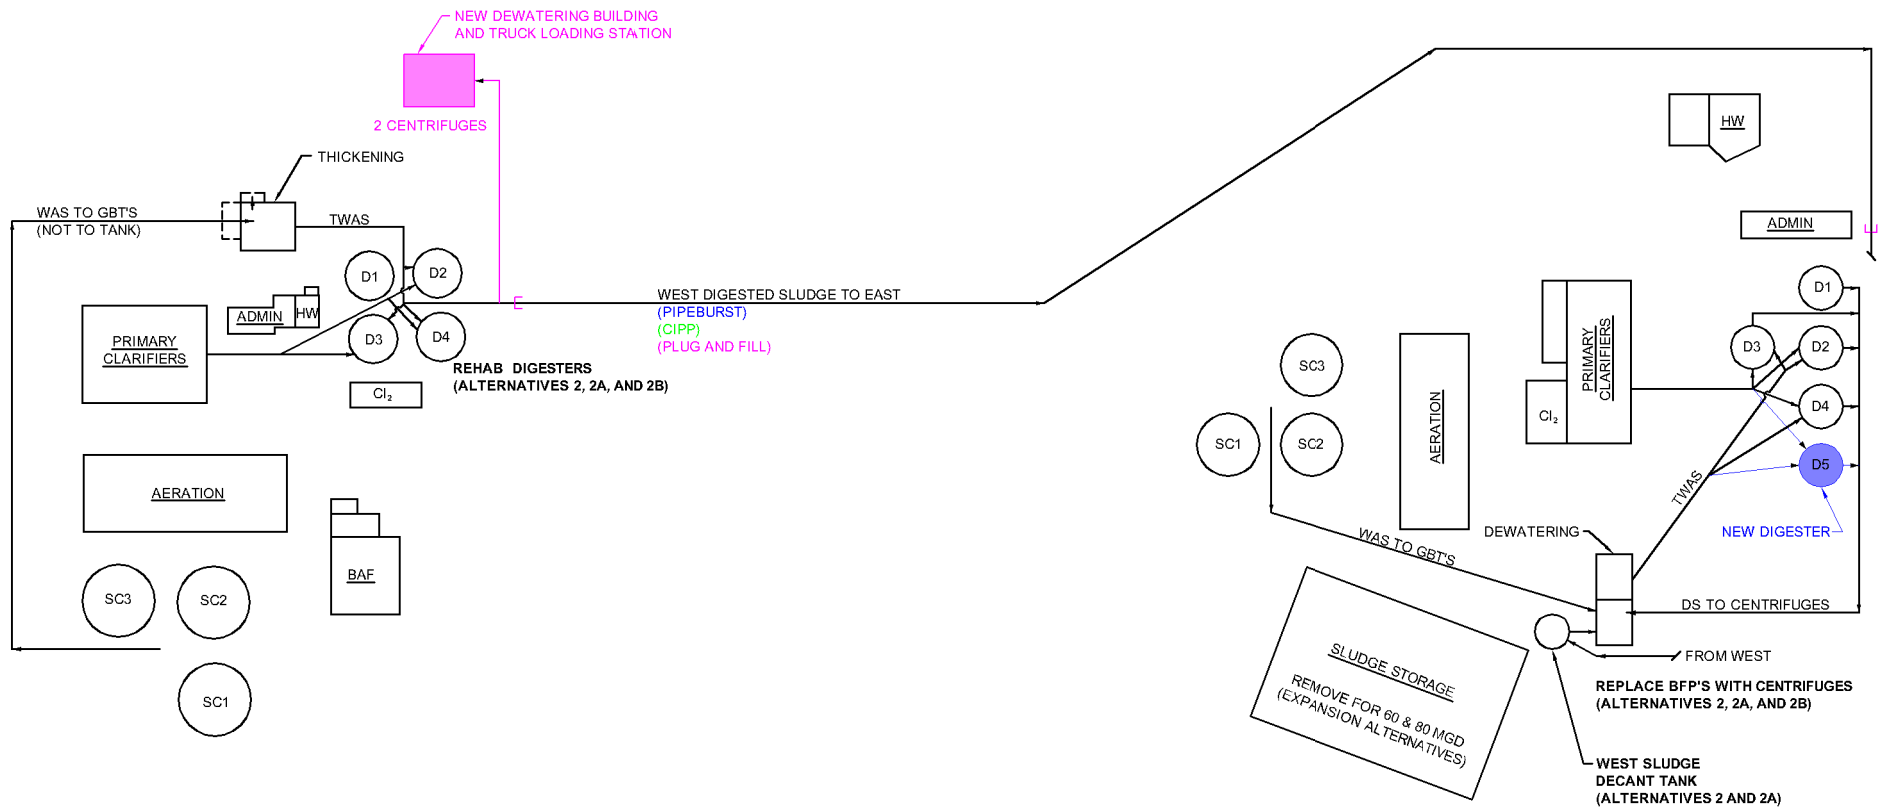 NEW DEWATERING BUILDING
AND TRUCK LOADING STATION
2 CENTRIFUGES
THICKENING
WAS TO GBT'S
(NOT TO TANK)
TWAS
D1
D2
D3
D4
ADMIN
HW
PRIMARY
CLARIFIERS
REHAB DIGESTERS
(ALTERNATIVES 2, 2A, AND 2B)
Cl₂
WEST DIGESTED SLUDGE TO EAST
(PIPEBURST)
(CIPP)
(PLUG AND FILL)
AERATION
BAF
SC3
SC2
SC1
HW
ADMIN
D1
D3
D2
D4
D5
NEW DIGESTER
PRIMARY
CLARIFIERS
Cl₂
SC3
SC1
SC2
AERATION
TWAS
WAS TO GBT'S
DEWATERING
DS TO CENTRIFUGES
FROM WEST
SLUDGE STORAGE
REMOVE FOR 60 & 80 MGD
(EXPANSION ALTERNATIVES)
REPLACE BFP'S WITH CENTRIFUGES
(ALTERNATIVES 2, 2A, AND 2B)
WEST SLUDGE
DECANT TANK
(ALTERNATIVES 2 AND 2A)